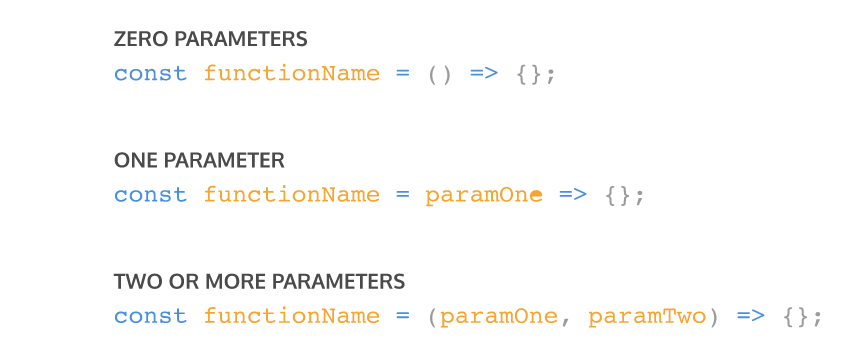 ZERO PARAMETERS
const functionName = () => {};
ONE PARAMETER
const functionName = paramOne => {};
TWO OR MORE PARAMETERS
const functionName = (paramOne, paramTwo) => {};